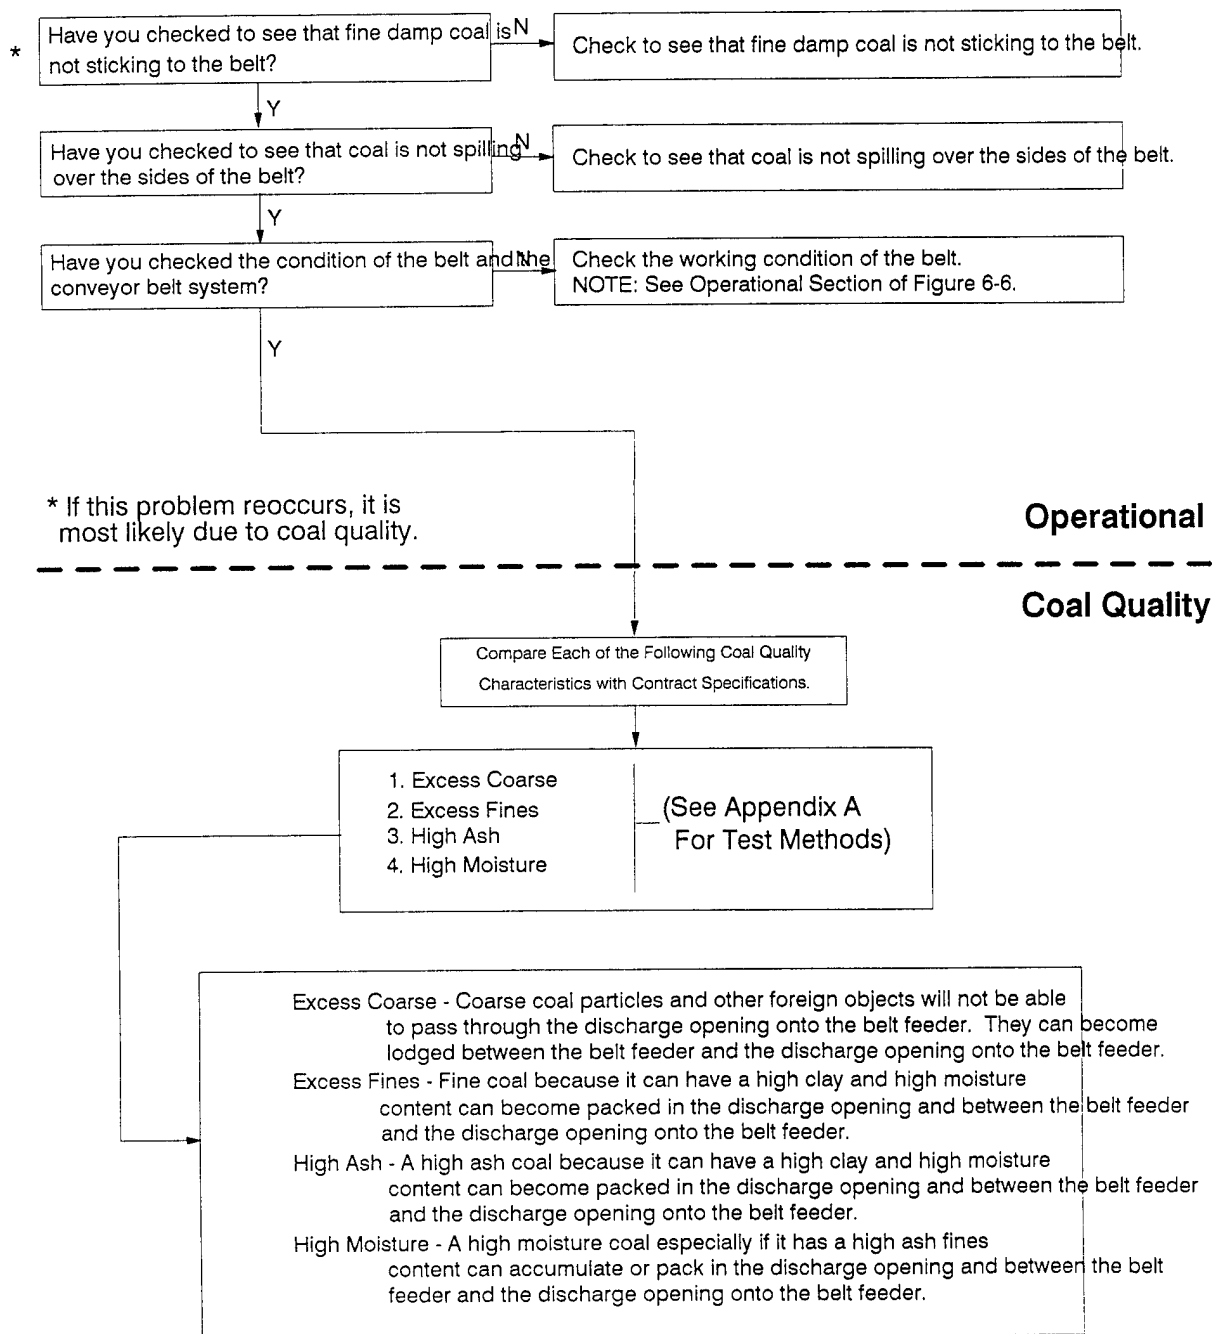 * Have you checked to see that fine damp coal is
not sticking to the belt?
N
Check to see that fine damp coal is not sticking to the belt.
Y
Have you checked to see that coal is not spilling
over the sides of the belt?
N
Check to see that coal is not spilling over the sides of the belt.
Y
Have you checked the condition of the belt and the
conveyor belt system?
N
Check the working condition of the belt.
NOTE: See Operational Section of Figure 6-6.
Y
* If this problem reoccurs, it is
most likely due to coal quality.
Operational
Coal Quality
Compare Each of the Following Coal Quality
Characteristics with Contract Specifications.
1. Excess Coarse
2. Excess Fines
3. High Ash
4. High Moisture
(See Appendix A
For Test Methods)
Excess Coarse - Coarse coal particles and other foreign objects will not be able
to pass through the discharge opening onto the belt feeder. They can become
lodged between the belt feeder and the discharge opening onto the belt feeder.
Excess Fines - Fine coal because it can have a high clay and high moisture
content can become packed in the discharge opening and between the belt feeder
and the discharge opening onto the belt feeder.
High Ash - A high ash coal because it can have a high clay and high moisture
content can become packed in the discharge opening and between the belt feeder
and the discharge opening onto the belt feeder.
High Moisture - A high moisture coal especially if it has a high ash fines
content can accumulate or pack in the discharge opening and between the belt
feeder and the discharge opening onto the belt feeder.